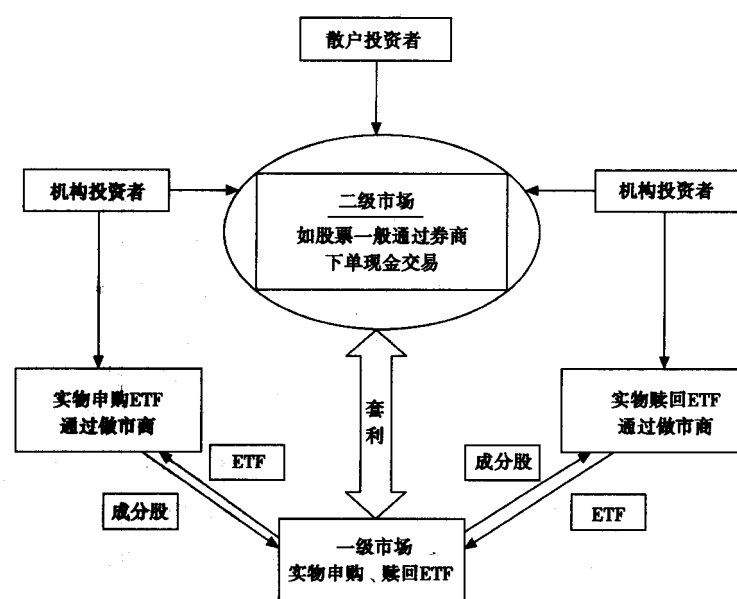 散户投资者
机构投资者
机构投资者
二级市场
如股票一般通过券商
下单现金交易
实物申购ETF
通过做市商
套
利
实物赎回ETF
通过做市商
ETF
成分股
成分股
ETF
一级市场
实物申购、赎回ETF